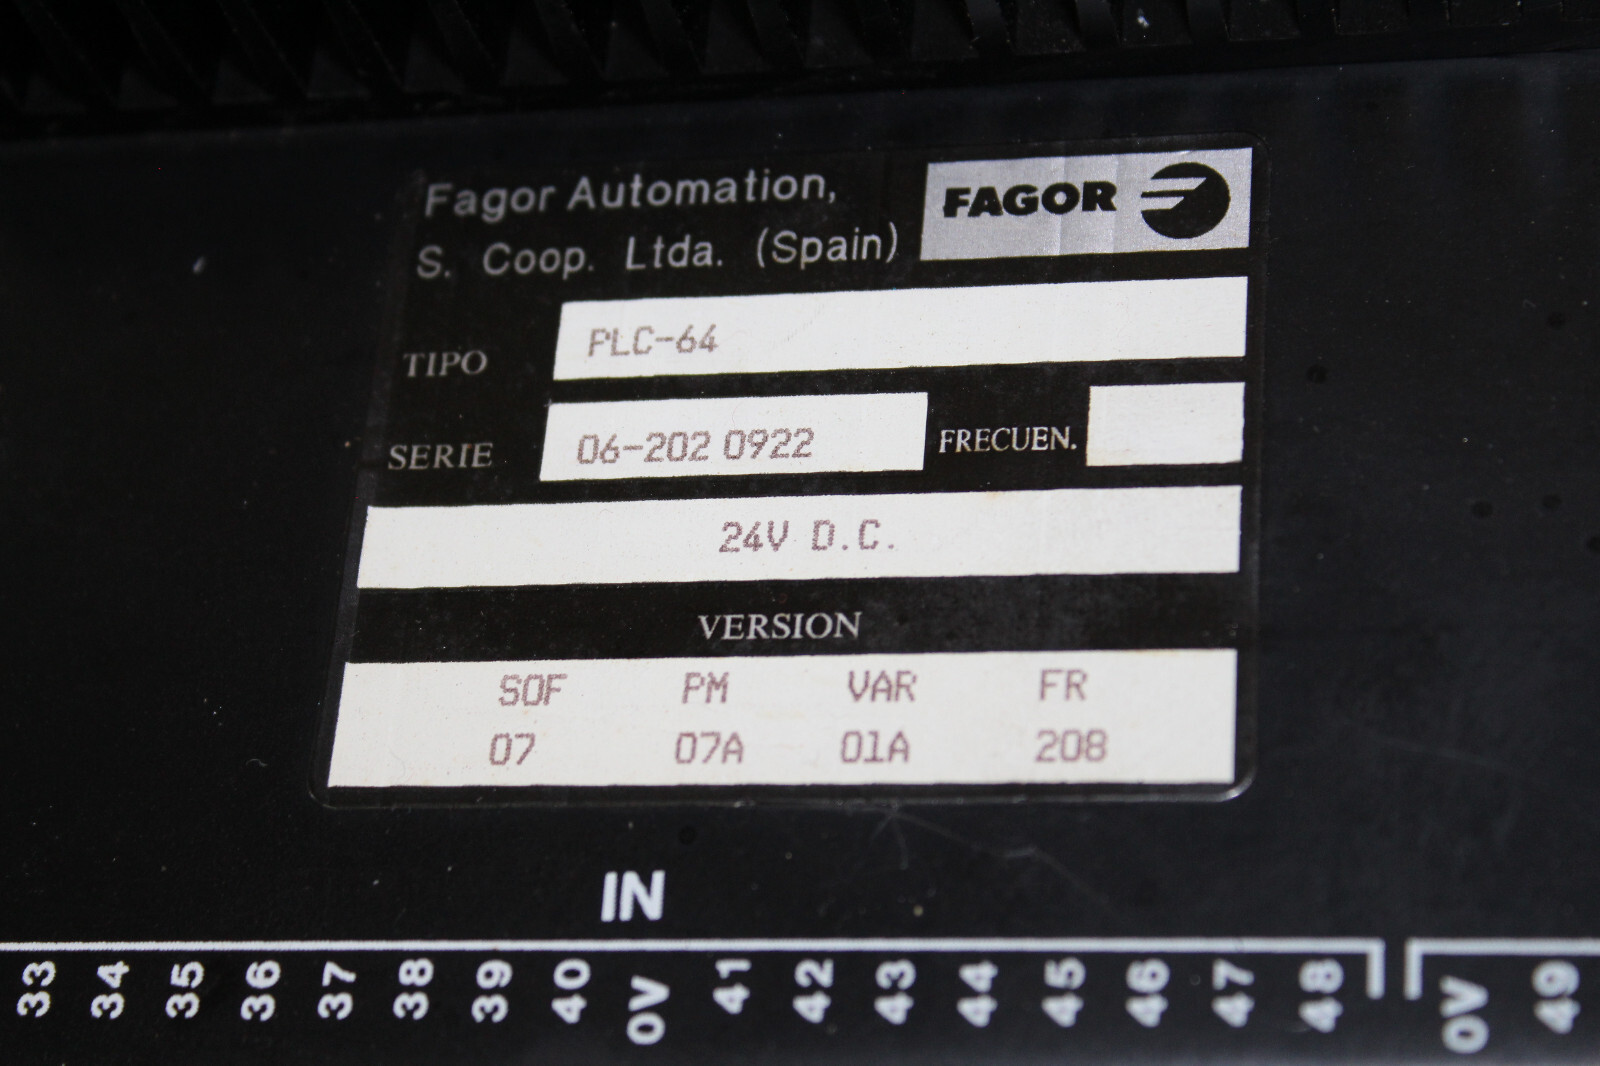 Fagor Automation,
S. Coop. Ltda. (Spain)
FAGOR
TIPO PLC-64
SERIE 06-202 0922 FRECUEN.
24V D.C.
VERSION
SOF PM VAR FR
07 07A 01A 208
IN
33 34 35 36 37 38 39 40 0V 41 42 43 44 45 46 47 48 0V 49